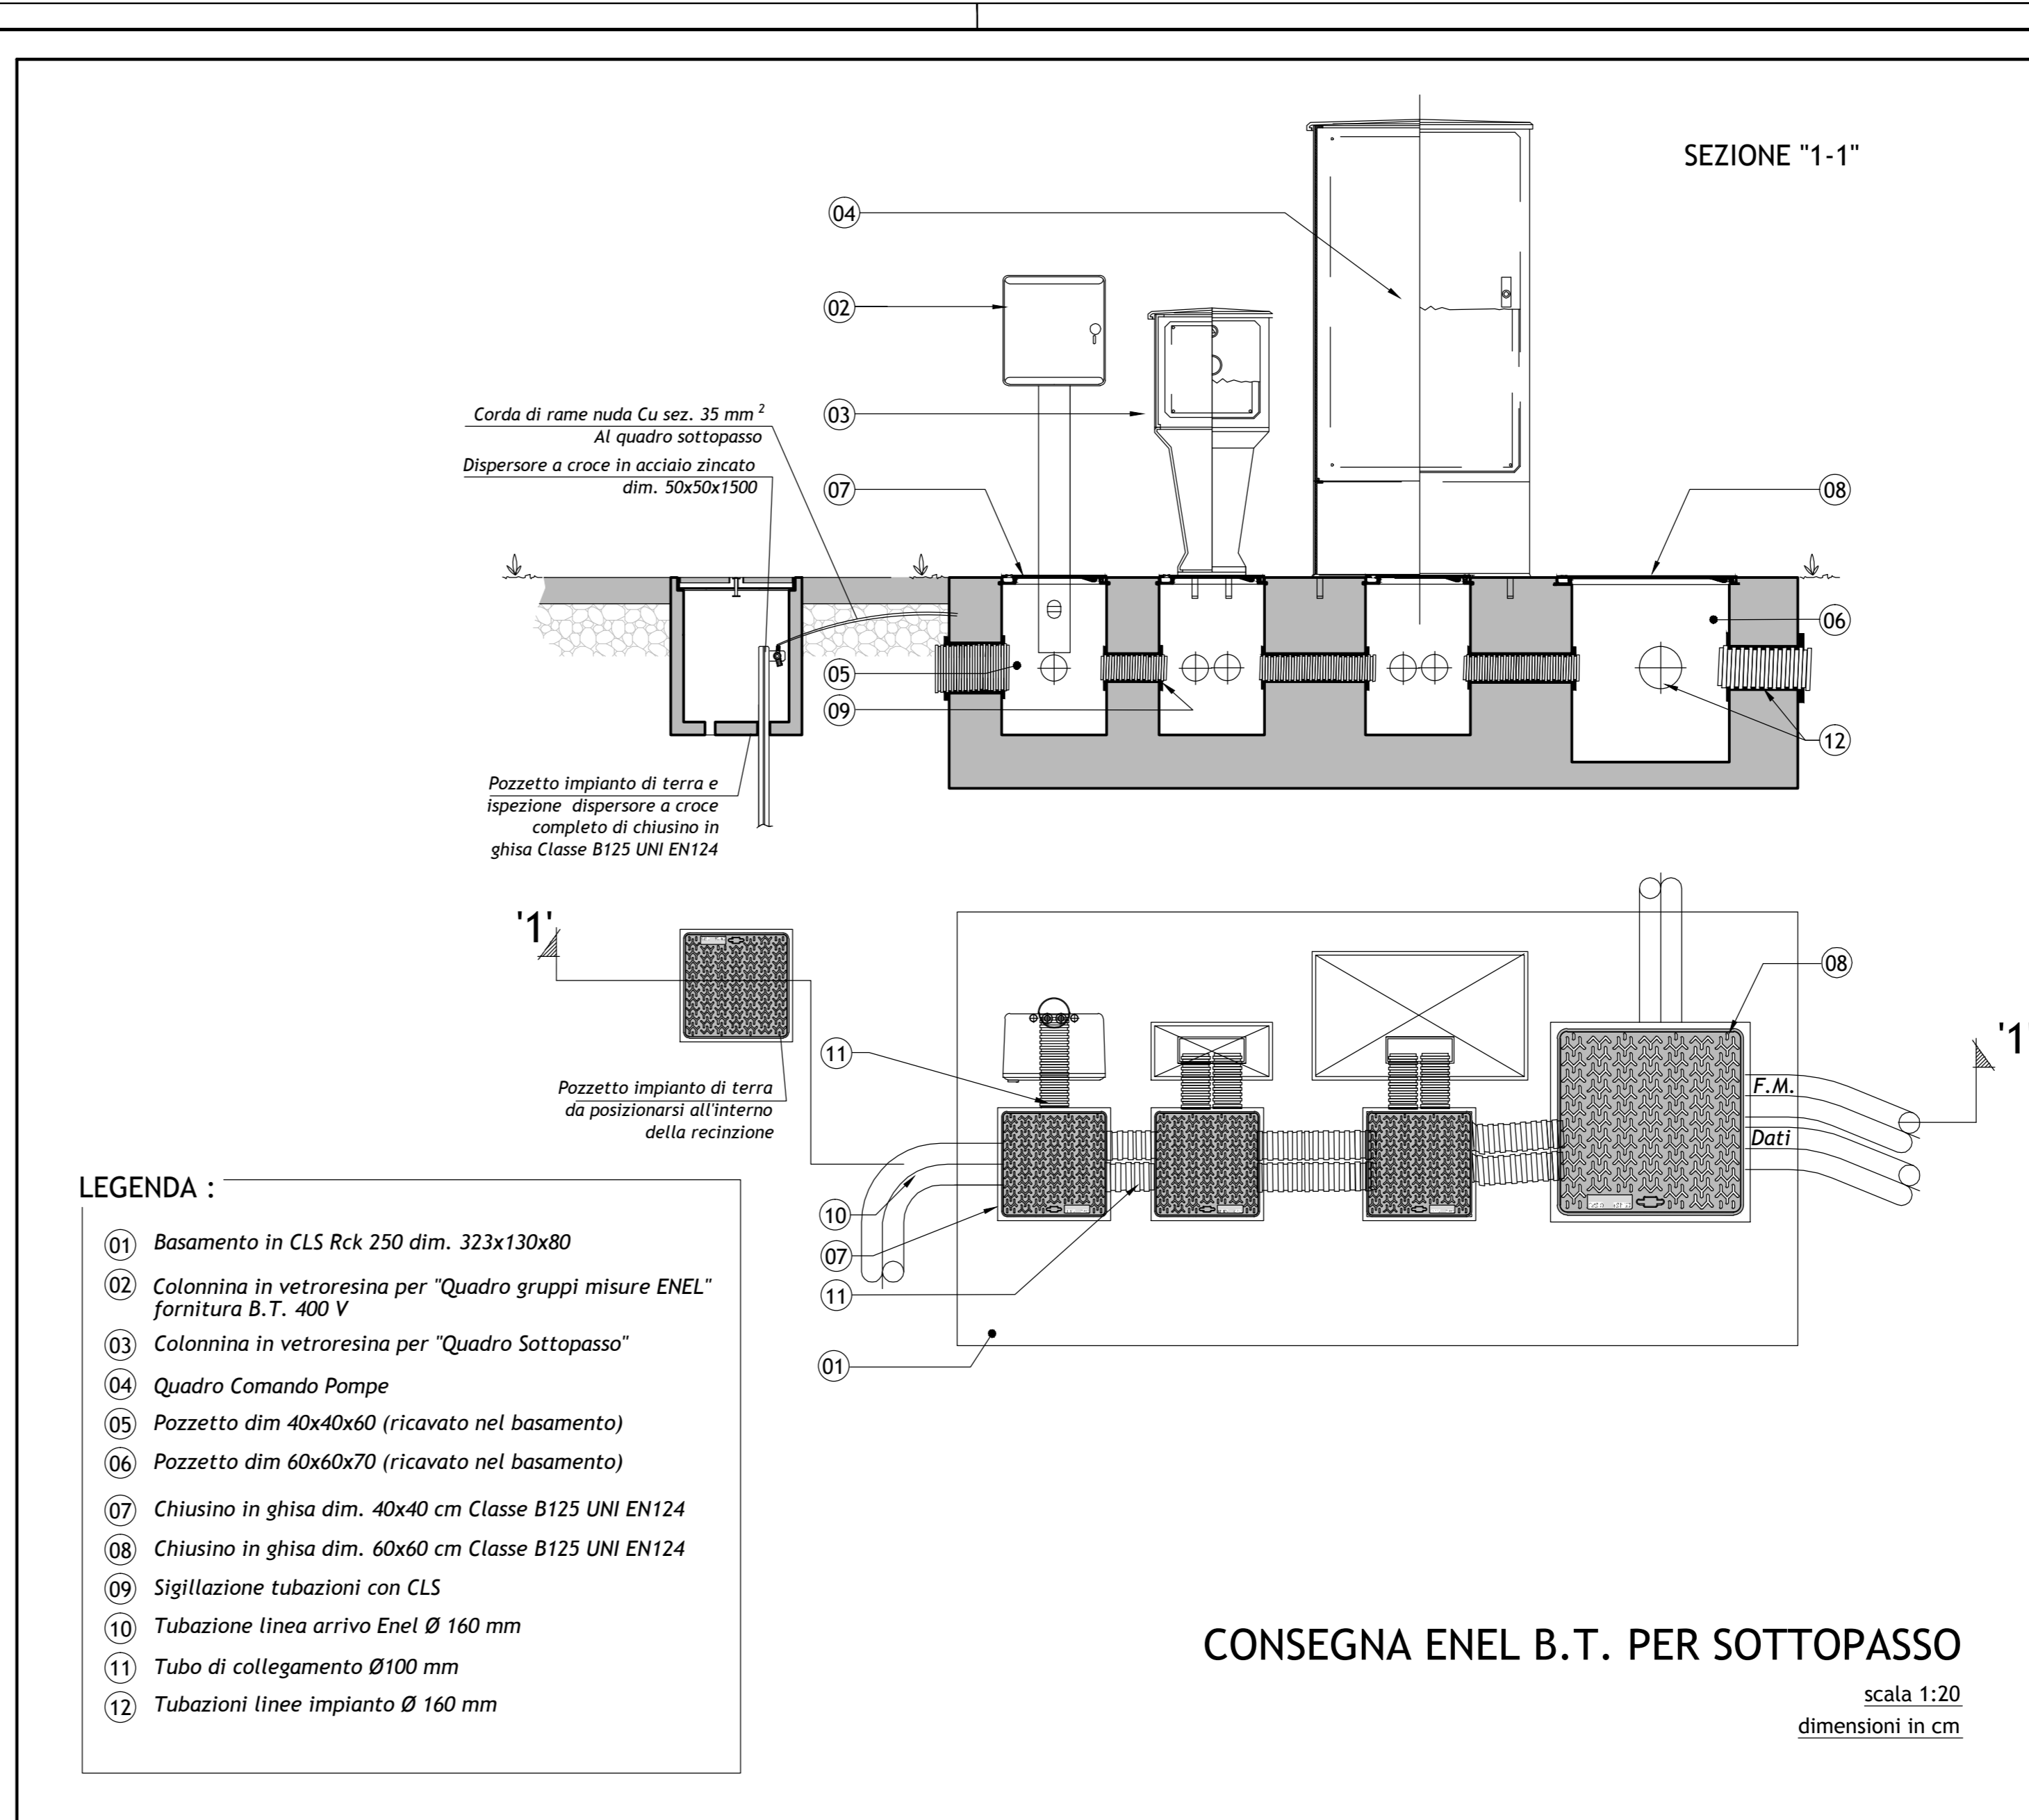 SEZIONE "1-1"
04
02
03
Corda di rame nuda Cu sez. 35 mm 2
Al quadro sottopasso
Dispersore a croce in acciaio zincato
dim. 50x50x1500
07
08
06
05
09
12
Pozzetto impianto di terra e
ispezione dispersore a croce
completo di chiusino in
ghisa Classe B125 UNI EN124
'1'
08
'1'
11
F.M.
Dati
Pozzetto impianto di terra
da posizionarsi all'interno
della recinzione
10
07
11
01
LEGENDA :
01 Basamento in CLS Rck 250 dim. 323x130x80
02 Colonnina in vetroresina per "Quadro gruppi misure ENEL"
fornitura B.T. 400 V
03 Colonnina in vetroresina per "Quadro Sottopasso"
04 Quadro Comando Pompe
05 Pozzetto dim 40x40x60 (ricavato nel basamento)
06 Pozzetto dim 60x60x70 (ricavato nel basamento)
07 Chiusino in ghisa dim. 40x40 cm Classe B125 UNI EN124
08 Chiusino in ghisa dim. 60x60 cm Classe B125 UNI EN124
09 Sigillazione tubazioni con CLS
10 Tubazione linea arrivo Enel Ø 160 mm
11 Tubo di collegamento Ø100 mm
12 Tubazioni linee impianto Ø 160 mm
CONSEGNA ENEL B.T. PER SOTTOPASSO
scala 1:20
dimensioni in cm